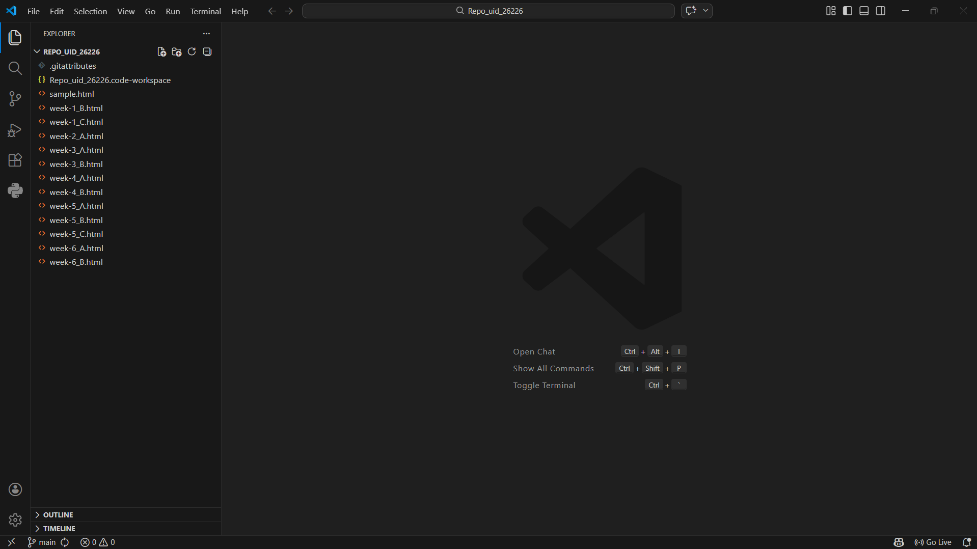 File Edit Selection View Go Run Terminal Help
Repo_uid_26226
EXPLORER
REPO_UID_26226
.gitattributes
Repo_uid_26226.code-workspace
sample.html
week-1_B.html
week-1_C.html
week-2_A.html
week-3_A.html
week-3_B.html
week-4_A.html
week-4_B.html
week-5_A.html
week-5_B.html
week-5_C.html
week-6_A.html
week-6_B.html
Open Chat Ctrl + Alt + I
Show All Commands Ctrl + Shift + P
Toggle Terminal Ctrl + `
OUTLINE
TIMELINE
main 0 0 Go Live